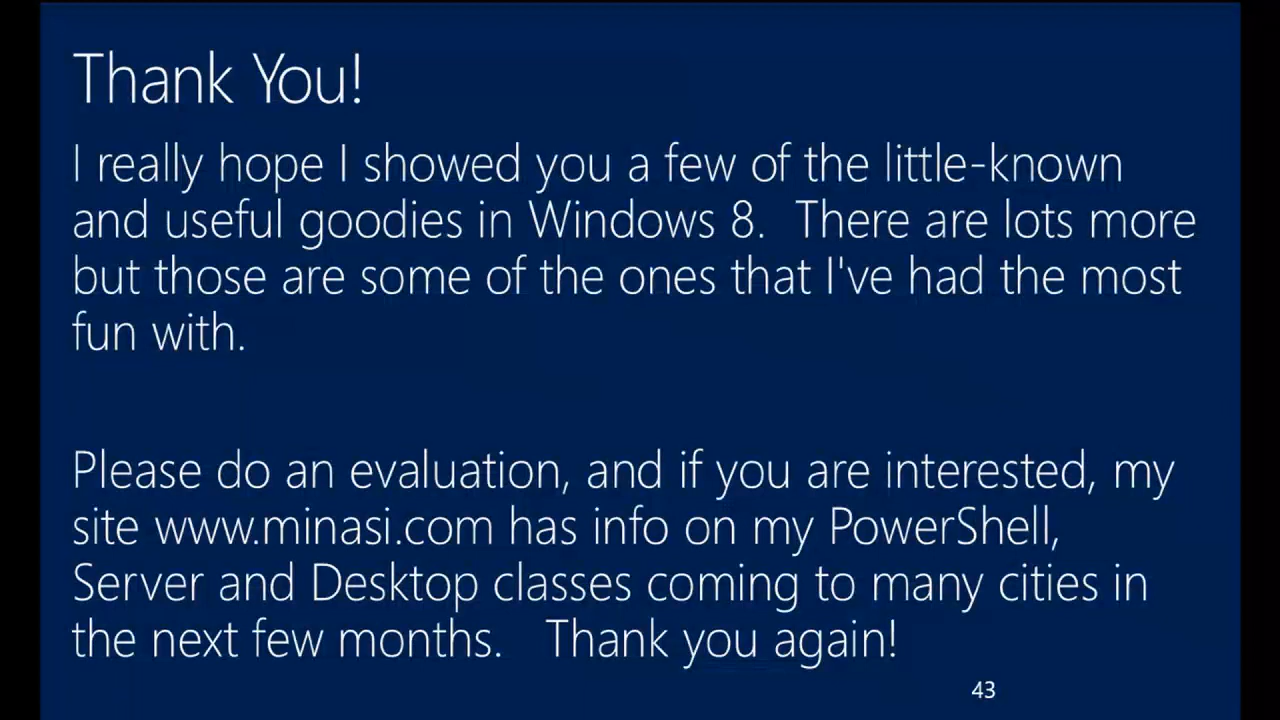 Thank You!
I really hope I showed you a few of the little-known
and useful goodies in Windows 8.  There are lots more
but those are some of the ones that I've had the most
fun with.
Please do an evaluation, and if you are interested, my
site www.minasi.com has info on my PowerShell,
Server and Desktop classes coming to many cities in
the next few months.   Thank you again!
43